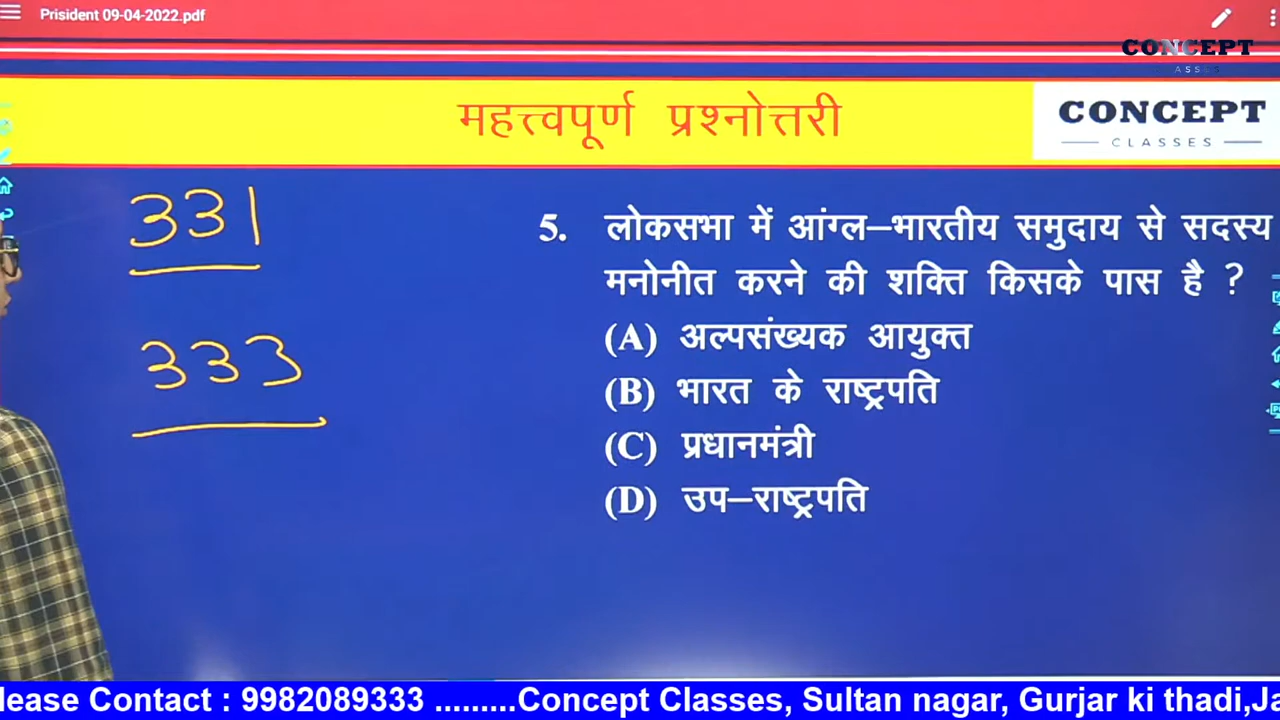 Prisident 09-04-2022.pdf
CONCEPT
ASSES
महत्त्वपूर्ण प्रश्नोत्तरी
CONCEPT
CLASSES
331
333
5. लोकसभा में आंग्ल–भारतीय समुदाय से सदस्य
मनोनीत करने की शक्ति किसके पास है ?
(A) अल्पसंख्यक आयुक्त
(B) भारत के राष्ट्रपति
(C) प्रधानमंत्री
(D) उप–राष्ट्रपति
lease Contact : 9982089333 .........Concept Classes, Sultan nagar, Gurjar ki thadi,Ja